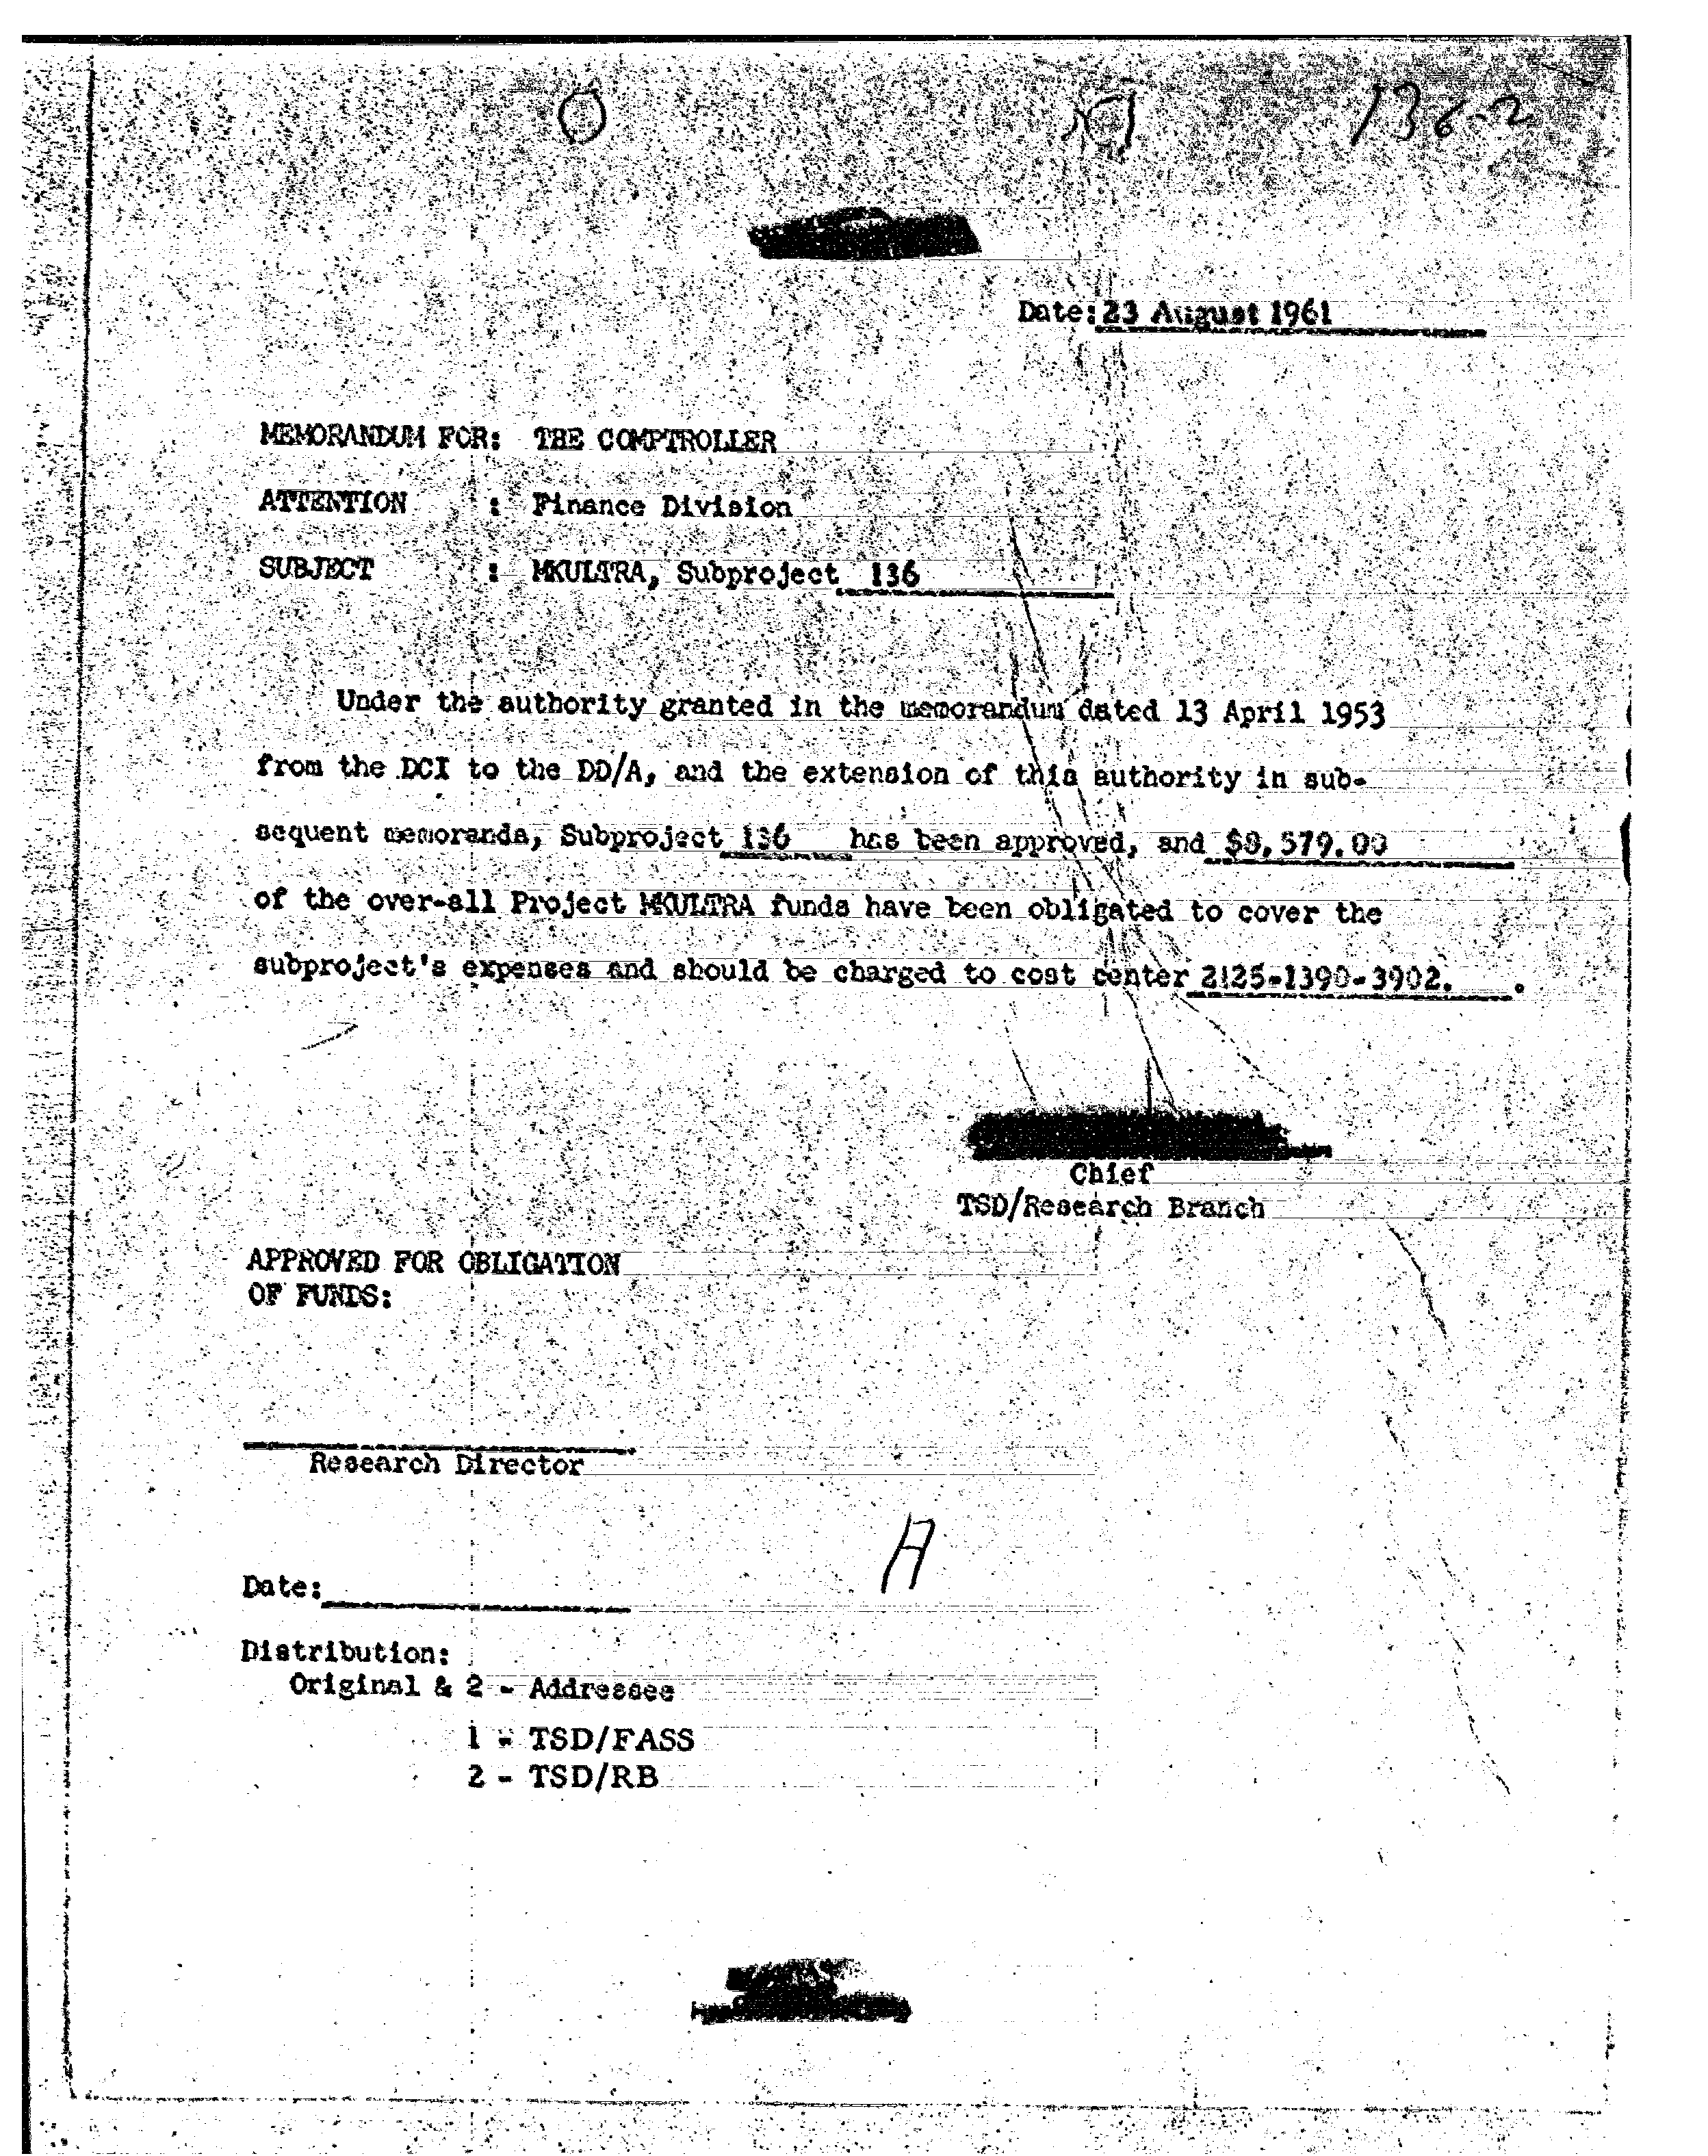 136-2
Date: 23 August 1961
MEMORANDUM FOR: THE COMPTROLLER
ATTENTION : Finance Division
SUBJECT : MKULTRA, Subproject 136
Under the authority granted in the memorandum dated 13 April 1953
from the DCI to the DD/A, and the extension of this authority in sub-
sequent memoranda, Subproject 136 has been approved, and $8,579.00
of the over-all Project MKULTRA funds have been obligated to cover the
subproject's expenses and should be charged to cost center 2125-1390-3902. .
Chief
TSD/Research Branch
APPROVED FOR OBLIGATION
OF FUNDS:
Research Director
A
Date:
Distribution:
Original & 2 - Addressee
1 - TSD/FASS
2 - TSD/RB